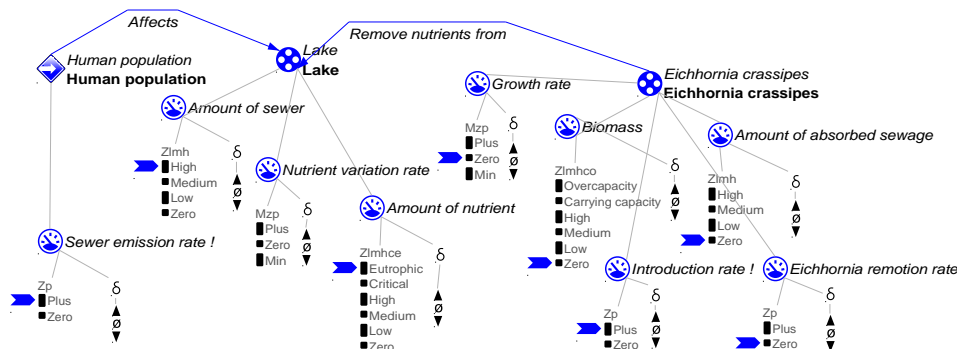 Affects
Remove nutrients from
Human population
Human population
Lake
Lake
Eichhornia crassipes
Eichhornia crassipes
Growth rate
Amount of sewer
Biomass
Amount of absorbed sewage
Mzp
Plus
Zero
Min
δ
Zlmh
High
Medium
Low
Zero
δ
Ø
Nutrient variation rate
Mzp
Plus
Zero
Min
δ
Ø
Amount of nutrient
Zlmhce
Eutrophic
Critical
High
Medium
Low
Zero
δ
Ø
Zlmhco
Overcapacity
Carrying capacity
High
Medium
Low
Zero
δ
Ø
Zlmh
High
Medium
Low
Zero
δ
Ø
Sewer emission rate !
Zp
Plus
Zero
δ
Ø
Introduction rate !
Zp
Plus
Zero
δ
Ø
Eichhornia remotion rate
Zp
Plus
Zero
δ
Ø